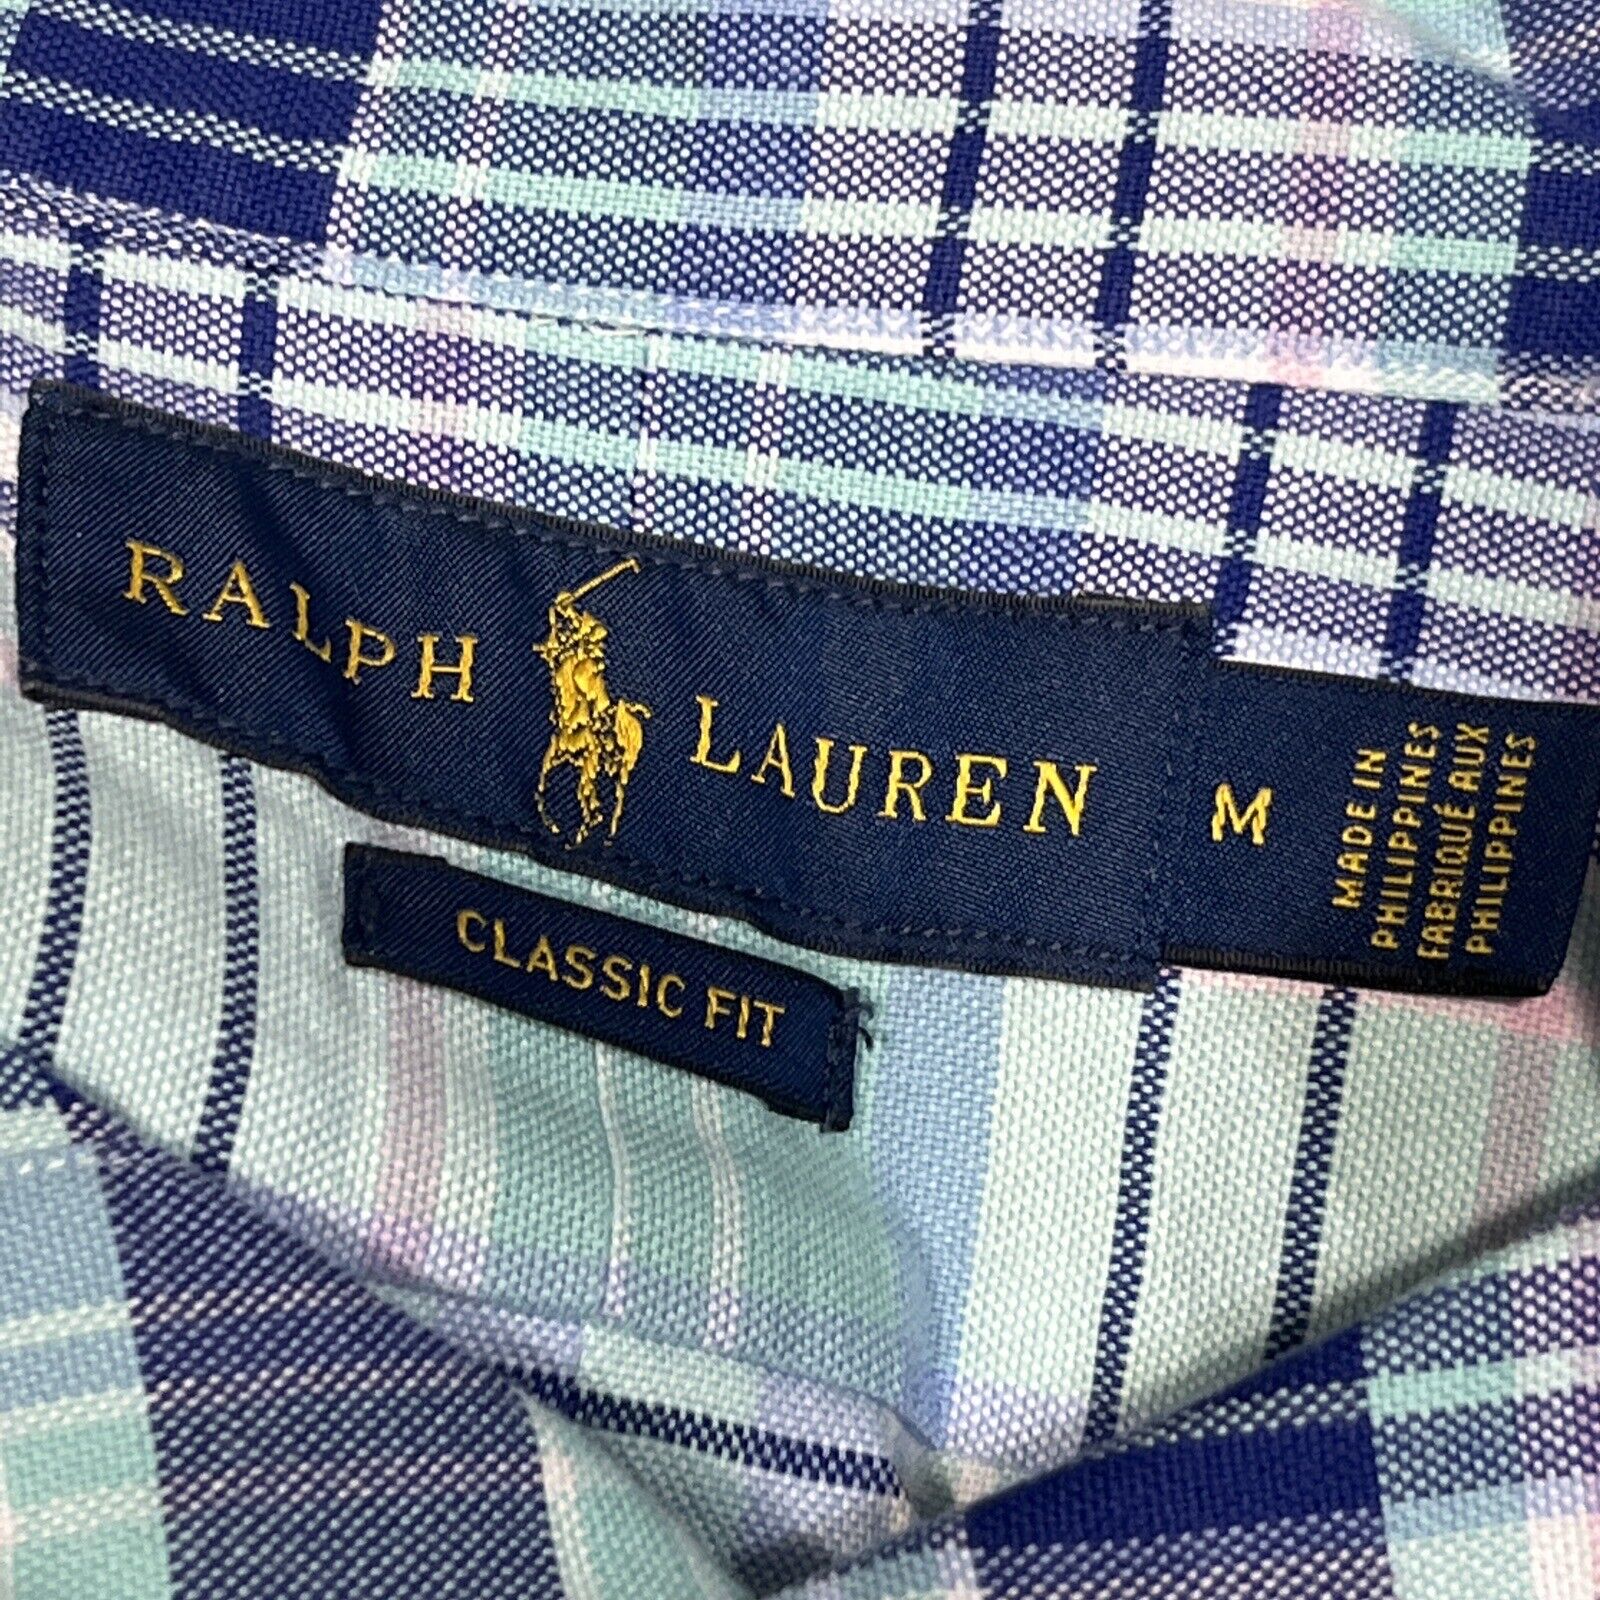 RALPH LAUREN
M
MADE IN
PHILIPPINES
FABRIQUÉ AUX
PHILIPPINES
CLASSIC FIT